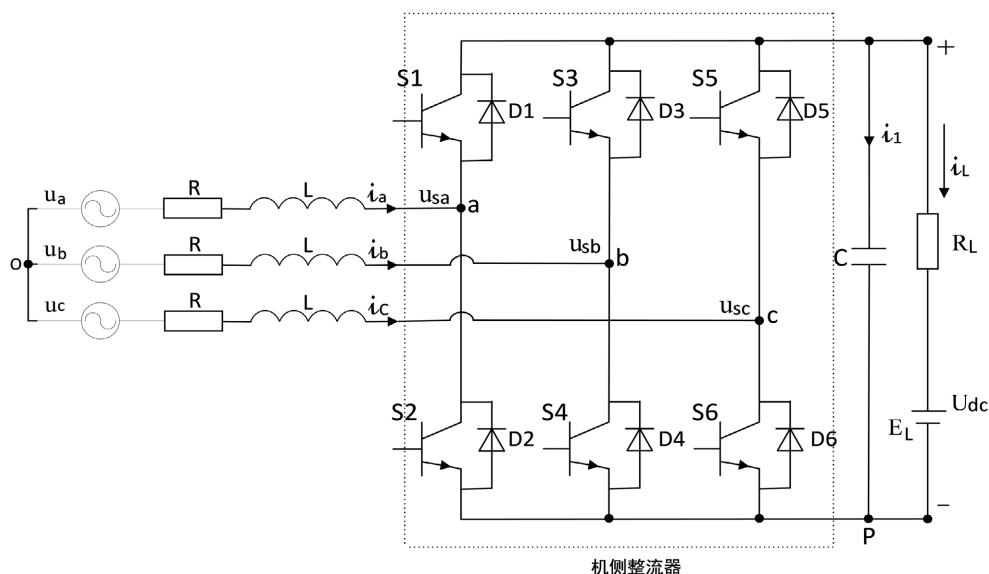 S1
D1
S3
D3
S5
D5
+
i1
iL
ua
R
L
ia
usa
a
ub
R
L
ib
usb
b
o
uc
R
L
ic
usc
c
C
RL
S2
D2
S4
D4
S6
D6
EL
Udc
−
P
机侧整流器